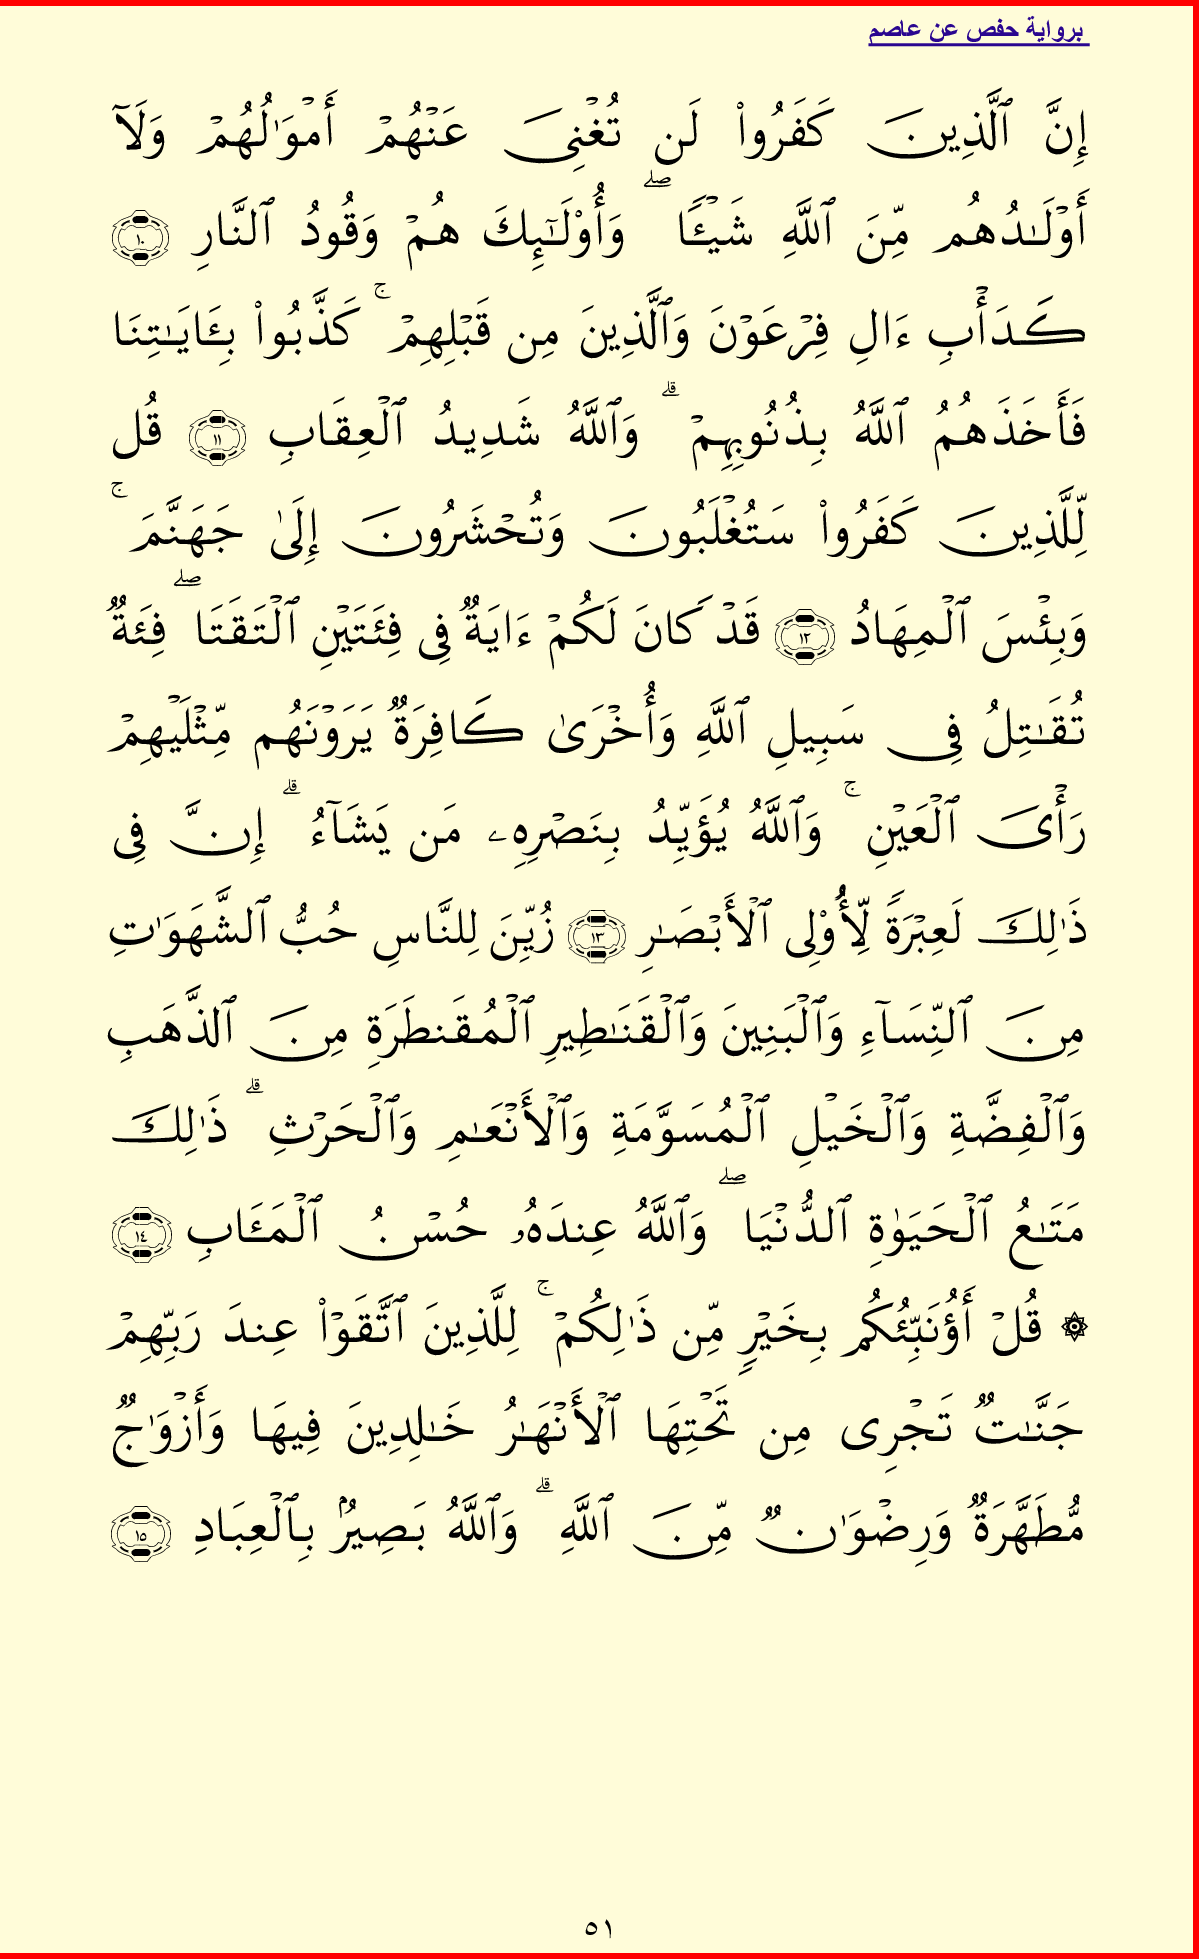 برواية حفص عن عاصم
إِنَّ ٱلَّذِينَ كَفَرُوا۟ لَن تُغْنِىَ عَنْهُمْ أَمْوَٰلُهُمْ وَلَآ
أَوْلَـٰدُهُم مِّنَ ٱللَّهِ شَيْـًٔا ۖ وَأُو۟لَـٰٓئِكَ هُمْ وَقُودُ ٱلنَّارِ ١٠
كَدَأْبِ ءَالِ فِرْعَوْنَ وَٱلَّذِينَ مِن قَبْلِهِمْ ۚ كَذَّبُوا۟ بِـَٔايَـٰتِنَا
فَأَخَذَهُمُ ٱللَّهُ بِذُنُوبِهِمْ ۗ وَٱللَّهُ شَدِيدُ ٱلْعِقَابِ ١١ قُل
لِّلَّذِينَ كَفَرُوا۟ سَتُغْلَبُونَ وَتُحْشَرُونَ إِلَىٰ جَهَنَّمَ ۚ
وَبِئْسَ ٱلْمِهَادُ ١٢ قَدْ كَانَ لَكُمْ ءَايَةٌ فِى فِئَتَيْنِ ٱلْتَقَتَا ۖ فِئَةٌ
تُقَـٰتِلُ فِى سَبِيلِ ٱللَّهِ وَأُخْرَىٰ كَافِرَةٌ يَرَوْنَهُم مِّثْلَيْهِمْ
رَأْىَ ٱلْعَيْنِ ۚ وَٱللَّهُ يُؤَيِّدُ بِنَصْرِهِۦ مَن يَشَآءُ ۗ إِنَّ فِى
ذَٰلِكَ لَعِبْرَةً لِّأُو۟لِى ٱلْأَبْصَـٰرِ ١٣ زُيِّنَ لِلنَّاسِ حُبُّ ٱلشَّهَوَٰتِ
مِنَ ٱلنِّسَآءِ وَٱلْبَنِينَ وَٱلْقَنَـٰطِيرِ ٱلْمُقَنطَرَةِ مِنَ ٱلذَّهَبِ
وَٱلْفِضَّةِ وَٱلْخَيْلِ ٱلْمُسَوَّمَةِ وَٱلْأَنْعَـٰمِ وَٱلْحَرْثِ ۗ ذَٰلِكَ
مَتَـٰعُ ٱلْحَيَوٰةِ ٱلدُّنْيَا ۖ وَٱللَّهُ عِندَهُۥ حُسْنُ ٱلْمَـَٔابِ ١٤
۞ قُلْ أَؤُنَبِّئُكُم بِخَيْرٍ مِّن ذَٰلِكُمْ ۚ لِلَّذِينَ ٱتَّقَوْا۟ عِندَ رَبِّهِمْ
جَنَّـٰتٌ تَجْرِى مِن تَحْتِهَا ٱلْأَنْهَـٰرُ خَـٰلِدِينَ فِيهَا وَأَزْوَٰجٌ
مُّطَهَّرَةٌ وَرِضْوَٰنٌ مِّنَ ٱللَّهِ ۗ وَٱللَّهُ بَصِيرٌۢ بِٱلْعِبَادِ ١٥
٥١